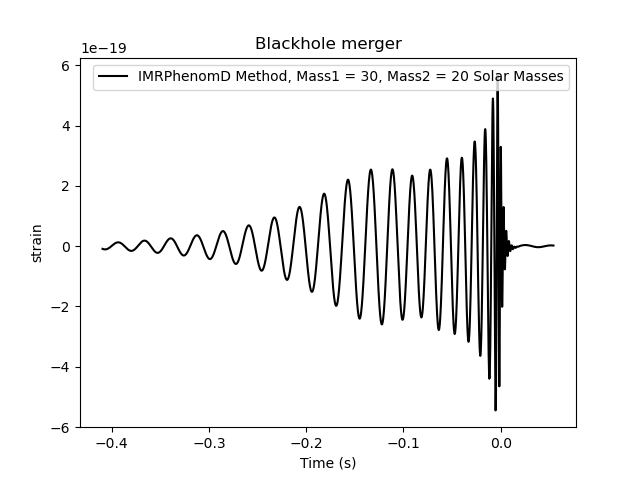 Blackhole merger
1e−19
IMRPhenomD Method, Mass1 = 30, Mass2 = 20 Solar Masses
6
4
2
0
−2
−4
−6
strain
−0.4 −0.3 −0.2 −0.1 0.0
Time (s)